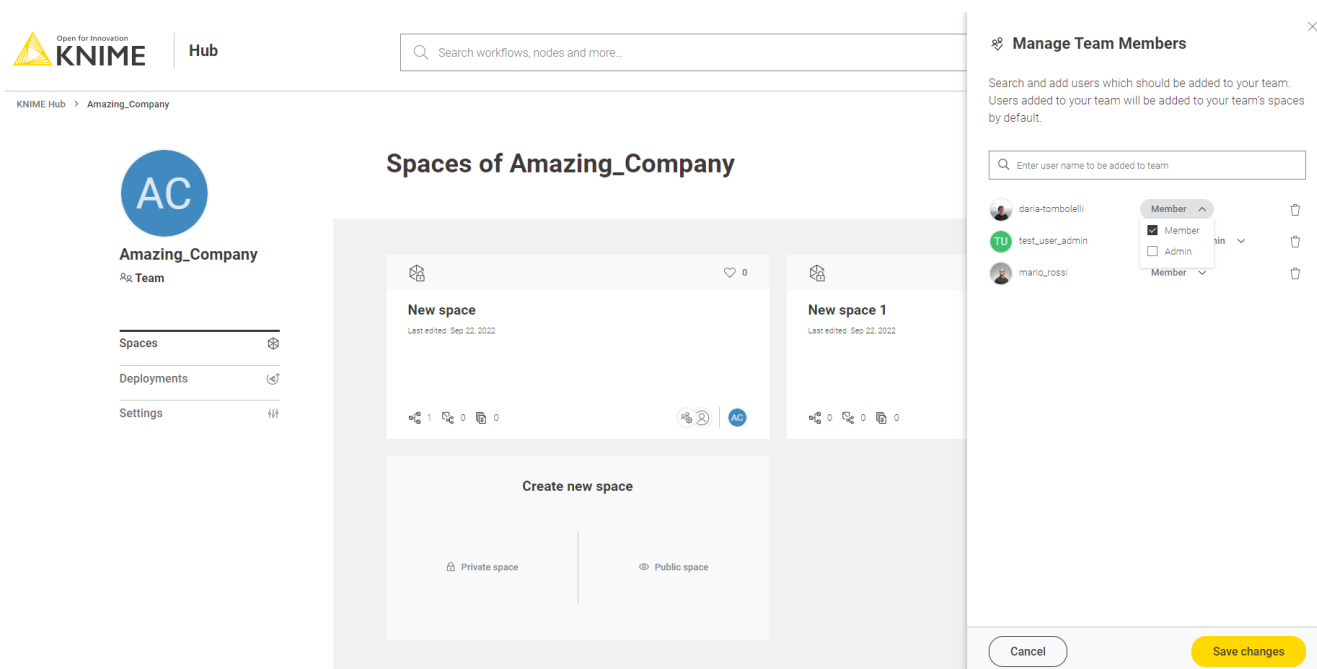 Open for Innovation
KNIME
Hub
Search workflows, nodes and more...
KNIME Hub > Amazing_Company
AC
Amazing_Company
Team
Spaces
Deployments
Settings
Spaces of Amazing_Company
0
New space
Last edited Sep 22, 2022
1 0 0
AC
New space 1
Last edited Sep 22, 2022
0 0 0
Create new space
Private space
Public space
Manage Team Members
Search and add users which should be added to your team.
Users added to your team will be added to your team's spaces
by default.
Enter user name to be added to team
daria-tombolelli Member
Member
TU test_user_admin
Admin
mario_rossi Member
Cancel Save changes